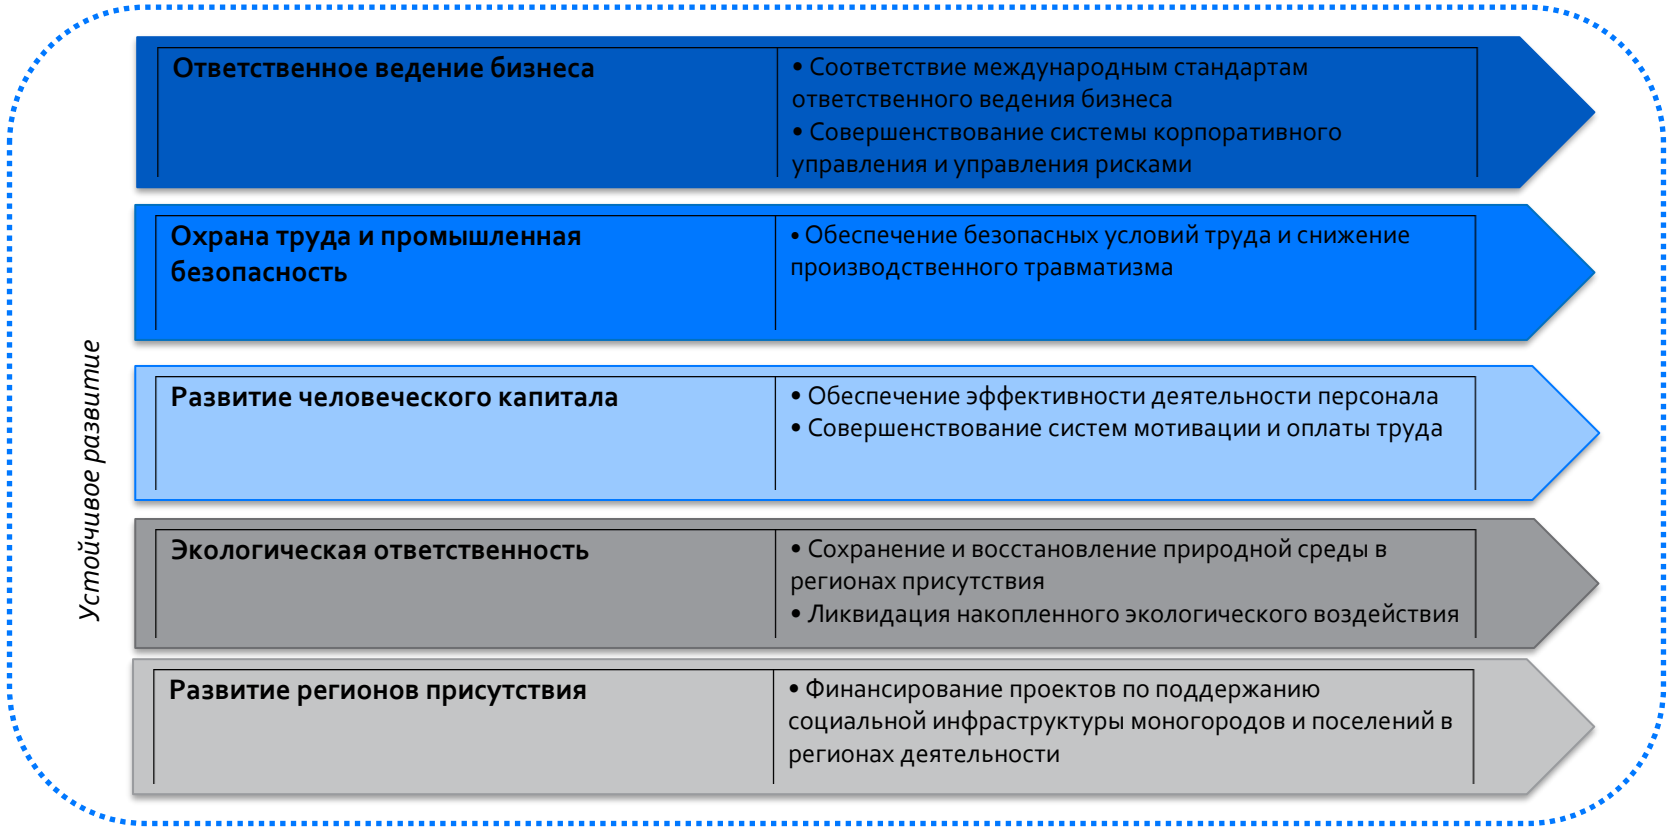 Устойчивое развитие
Ответственное ведение бизнеса
• Соответствие международным стандартам
ответственного ведения бизнеса
• Совершенствование системы корпоративного
управления и управления рисками
Охрана труда и промышленная
безопасность
• Обеспечение безопасных условий труда и снижение
производственного травматизма
Развитие человеческого капитала
• Обеспечение эффективности деятельности персонала
• Совершенствование систем мотивации и оплаты труда
Экологическая ответственность
• Сохранение и восстановление природной среды в
регионах присутствия
• Ликвидация накопленного экологического воздействия
Развитие регионов присутствия
• Финансирование проектов по поддержанию
социальной инфраструктуры моногородов и поселений в
регионах деятельности